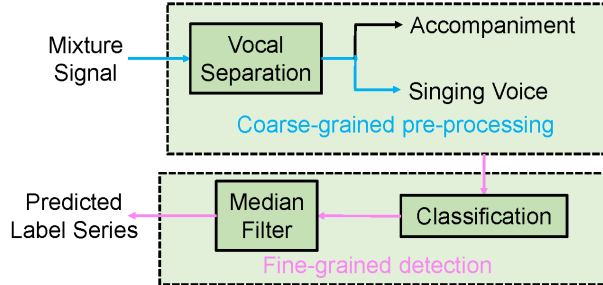 Mixture
Signal
Vocal
Separation
Accompaniment
Singing Voice
Coarse-grained pre-processing
Predicted
Label Series
Median
Filter
Classification
Fine-grained detection